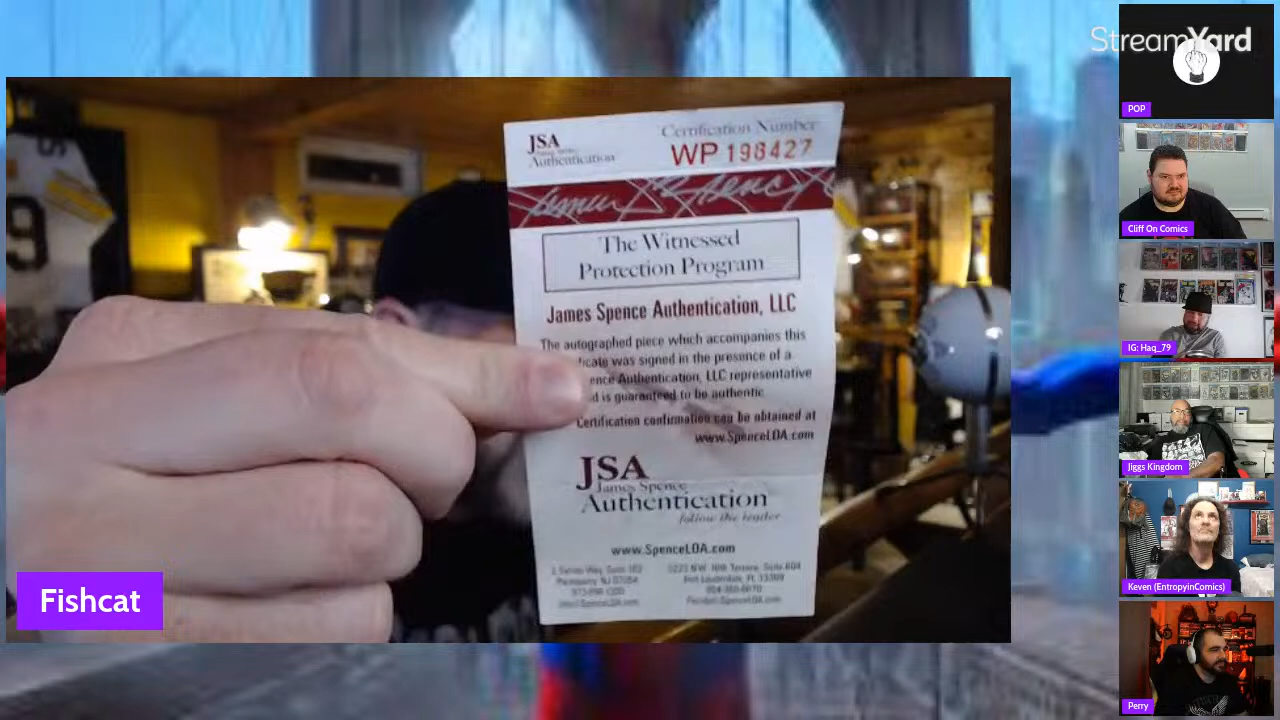 StreamYard
JSA
Authentication
Certification Number
WP 198427
The Witnessed
Protection Program
James Spence Authentication, LLC
The autographed piece which accompanies this
icate was signed in the presence of a
ence Authentication, LLC representative
d is guaranteed to be authentic
Certification confirmation can be obtained at
www.SpenceLOA.com
JSA
James Spence
Authentication
follow the leader
www.SpenceLOA.com
Fishcat
POP
Cliff On Comics
IG: Haq_79
Jiggs Kingdom
Keven (EntropyinComics)
Perry